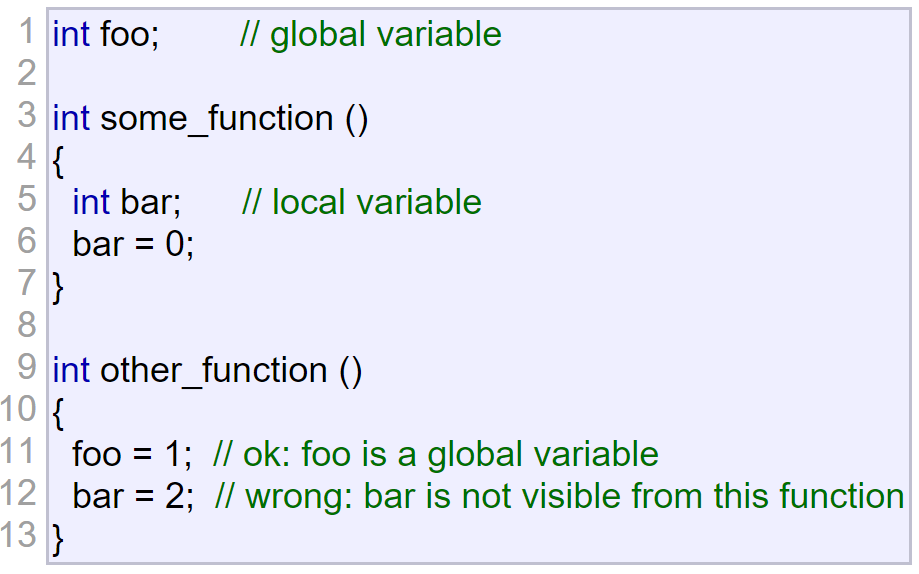 1 int foo;        // global variable
2
3 int some_function ()
4 {
5   int bar;      // local variable
6   bar = 0;
7 }
8
9 int other_function ()
10 {
11   foo = 1;  // ok: foo is a global variable
12   bar = 2;  // wrong: bar is not visible from this function
13 }